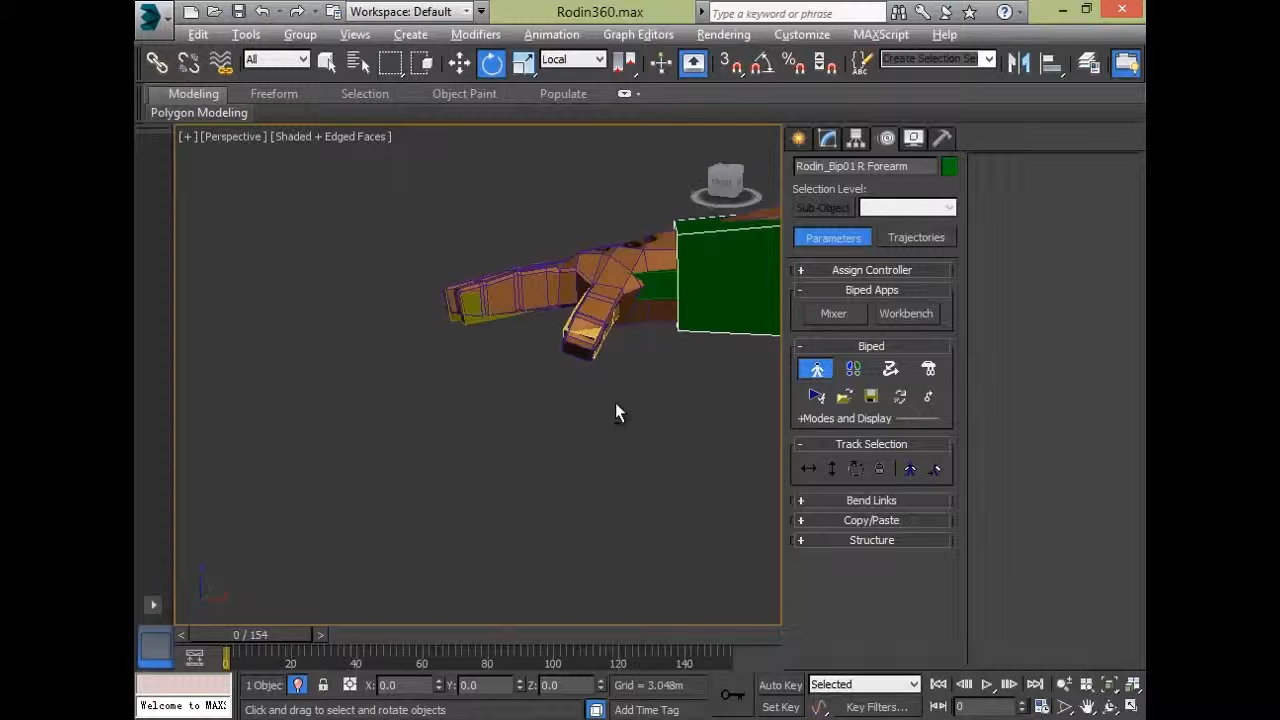 Workspace: Default
Rodin360.max
Type a keyword or phrase
Edit Tools Group Views Create Modifiers Animation Graph Editors Rendering Customize MAXScript Help
All
Local
3
Create Selection Se
Modeling Freeform Selection Object Paint Populate
Polygon Modeling
[+][Perspective][Shaded + Edged Faces]
Rodin_Bip01 R Forearm
Selection Level:
Sub-Object
Parameters Trajectories
+ Assign Controller
- Biped Apps
Mixer Workbench
- Biped
+Modes and Display
- Track Selection
+ Bend Links
+ Copy/Paste
+ Structure
< 0 / 154 >
0 20 40 60 80 100 120 140
1 Objec X: 0.0 Y: 0.0 Z: 0.0 Grid = 3.048m Auto Key Selected
Welcome to MAX: Click and drag to select and rotate objects Add Time Tag Set Key Key Filters... 0